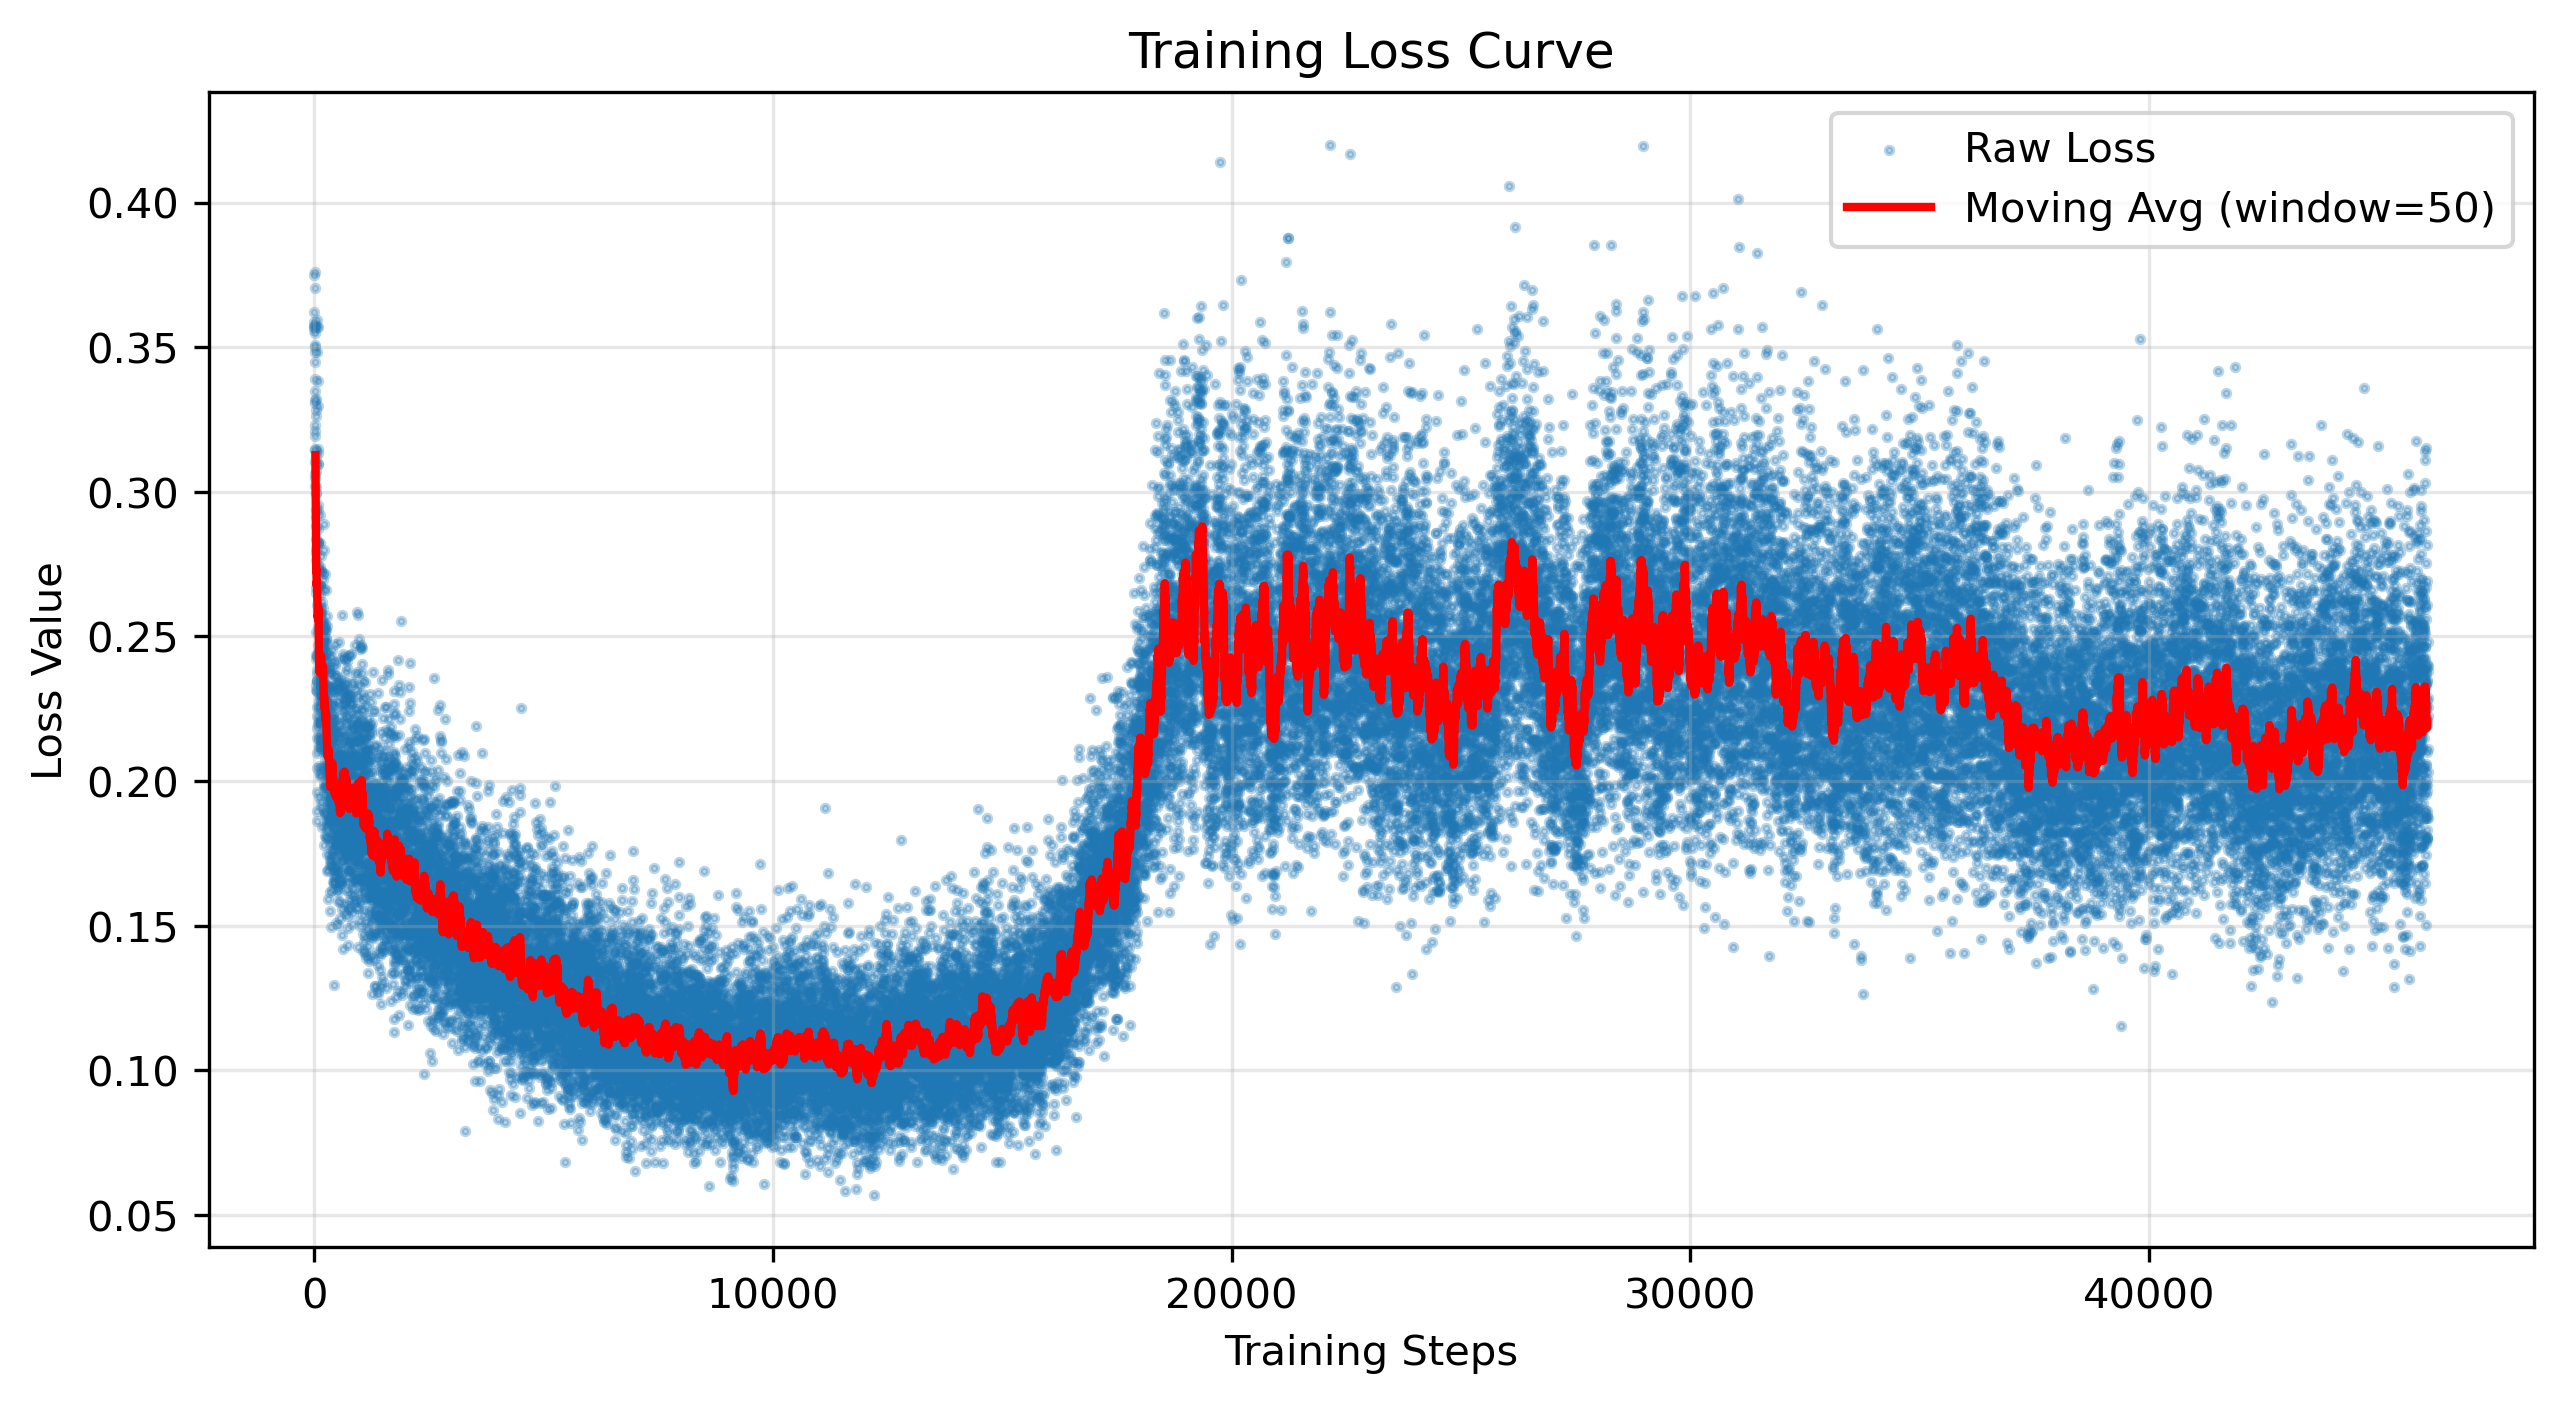 Training Loss Curve
Raw Loss
Moving Avg (window=50)
Loss Value
0.40
0.35
0.30
0.25
0.20
0.15
0.10
0.05
0
10000
20000
30000
40000
Training Steps